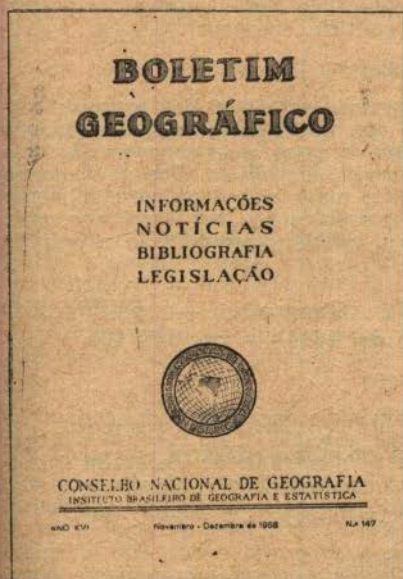 BOLETIM
GEOGRÁFICO
INFORMAÇÕES
NOTÍCIAS
BIBLIOGRAFIA
LEGISLAÇÃO
CONSELHO NACIONAL DE GEOGRAFIA
INSTITUTO BRASILEIRO DE GEOGRAFIA E ESTATÍSTICA
ANO XVI Novembro - Dezembro de 1958 N.º 147